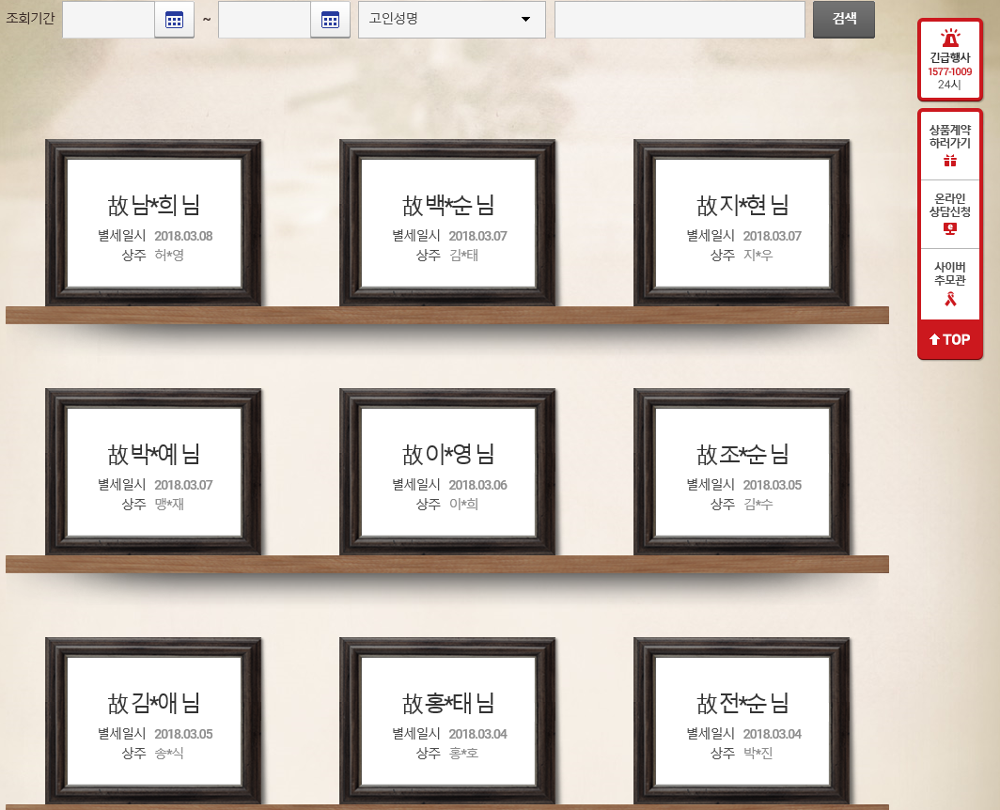 조회기간 ~ 고인성명 검색
긴급행사
1577-1009
24시
상품계약
하러가기
온라인
상담신청
사이버
추모관
TOP
故 남*희 님
별세일시 2018.03.08
상주 허*영
故 백*순 님
별세일시 2018.03.07
상주 김*태
故 지*현 님
별세일시 2018.03.07
상주 지*우
故 박*예 님
별세일시 2018.03.07
상주 맹*재
故 이*영 님
별세일시 2018.03.06
상주 이*희
故 조*순 님
별세일시 2018.03.05
상주 김*수
故 김*애 님
별세일시 2018.03.05
상주 송*식
故 홍*태 님
별세일시 2018.03.04
상주 홍*호
故 전*순 님
별세일시 2018.03.04
상주 박*진